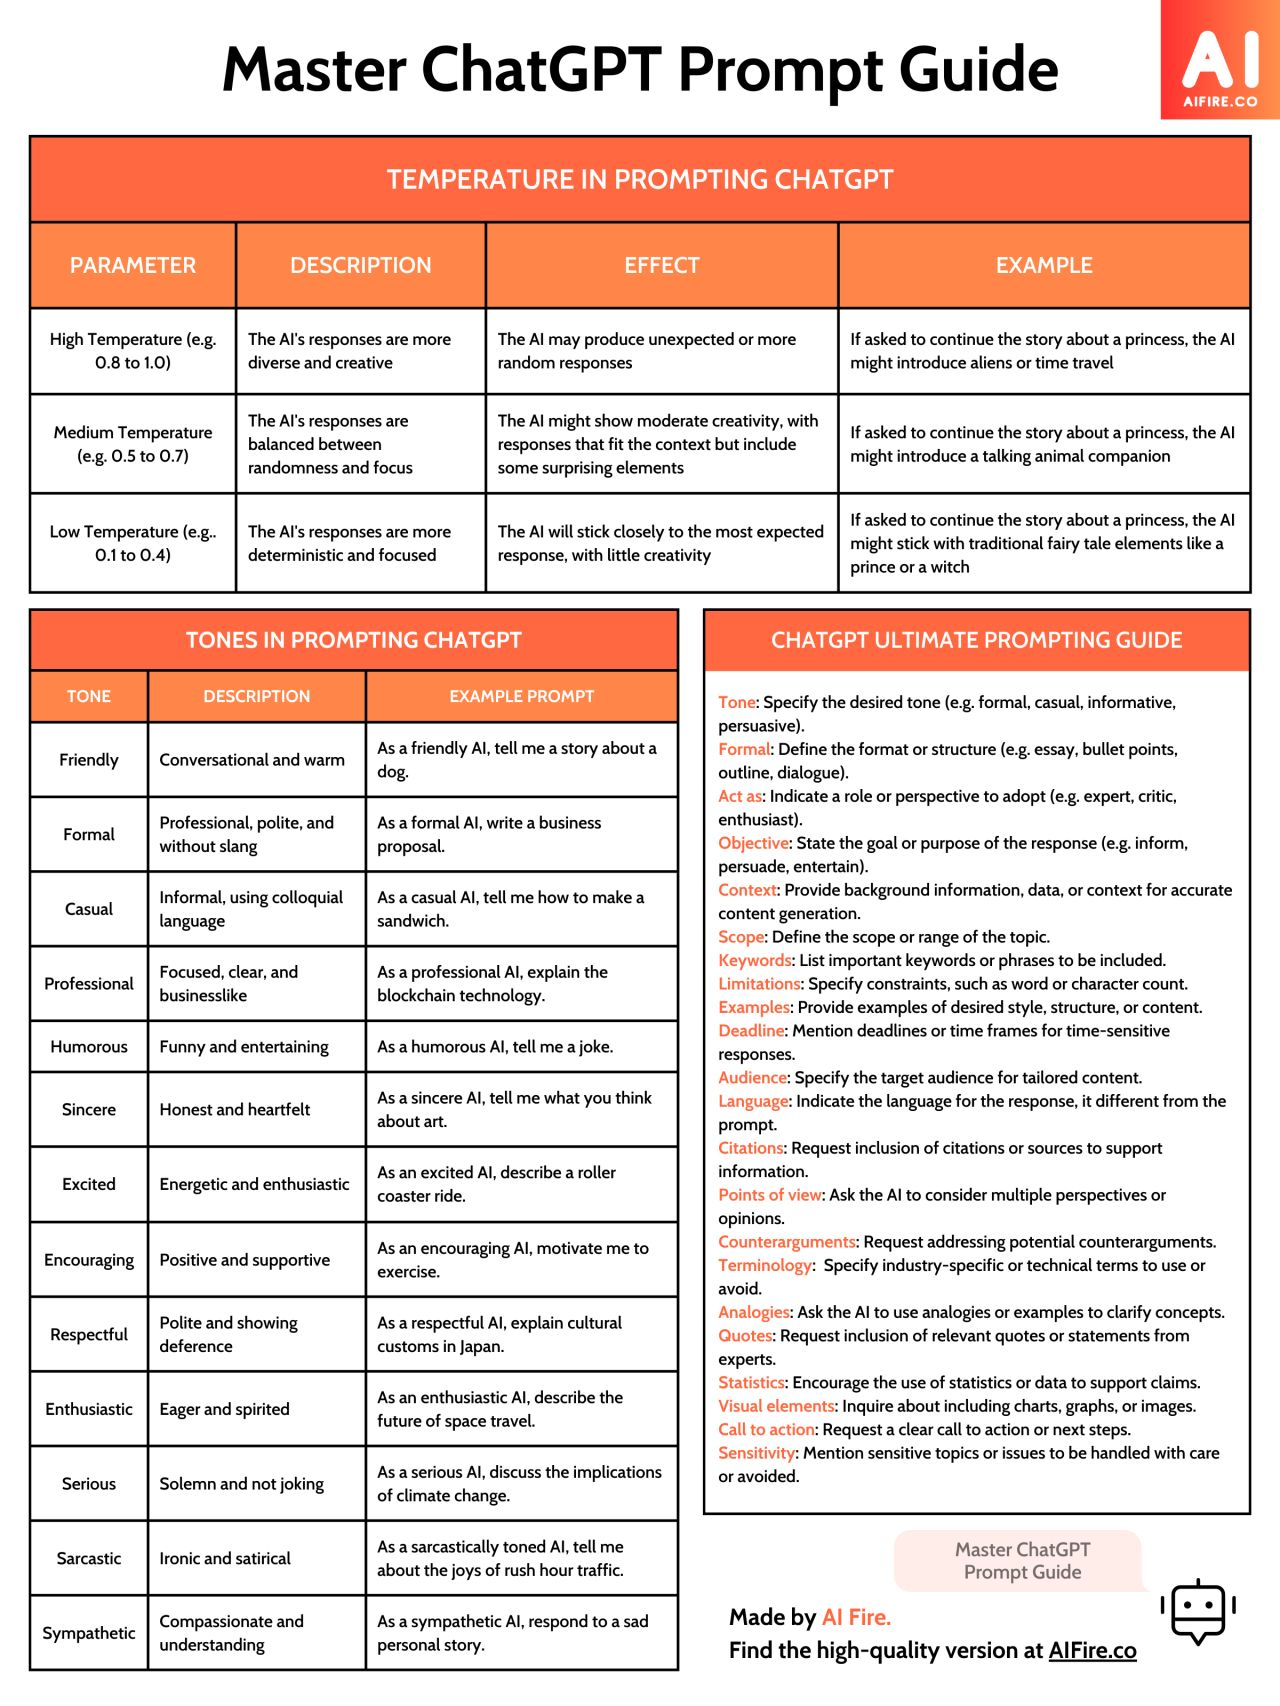 Master ChatGPT Prompt Guide
AI
AIFIRE.CO
TEMPERATURE IN PROMPTING CHATGPT
PARAMETER
DESCRIPTION
EFFECT
EXAMPLE
High Temperature (e.g.
0.8 to 1.0)
The AI's responses are more
diverse and creative
The AI may produce unexpected or more
random responses
If asked to continue the story about a princess, the AI
might introduce aliens or time travel
Medium Temperature
(e.g. 0.5 to 0.7)
The AI's responses are
balanced between
randomness and focus
The AI might show moderate creativity, with
responses that fit the context but include
some surprising elements
If asked to continue the story about a princess, the AI
might introduce a talking animal companion
Low Temperature (e.g..
0.1 to 0.4)
The AI's responses are more
deterministic and focused
The AI will stick closely to the most expected
response, with little creativity
If asked to continue the story about a princess, the AI
might stick with traditional fairy tale elements like a
prince or a witch
TONES IN PROMPTING CHATGPT
TONE
DESCRIPTION
EXAMPLE PROMPT
Friendly
Conversational and warm
As a friendly AI, tell me a story about a
dog.
Formal
Professional, polite, and
without slang
As a formal AI, write a business
proposal.
Casual
Informal, using colloquial
language
As a casual AI, tell me how to make a
sandwich.
Professional
Focused, clear, and
businesslike
As a professional AI, explain the
blockchain technology.
Humorous
Funny and entertaining
As a humorous AI, tell me a joke.
Sincere
Honest and heartfelt
As a sincere AI, tell me what you think
about art.
Excited
Energetic and enthusiastic
As an excited AI, describe a roller
coaster ride.
Encouraging
Positive and supportive
As an encouraging AI, motivate me to
exercise.
Respectful
Polite and showing
deference
As a respectful AI, explain cultural
customs in Japan.
Enthusiastic
Eager and spirited
As an enthusiastic AI, describe the
future of space travel.
Serious
Solemn and not joking
As a serious AI, discuss the implications
of climate change.
Sarcastic
Ironic and satirical
As a sarcastically toned AI, tell me
about the joys of rush hour traffic.
Sympathetic
Compassionate and
understanding
As a sympathetic AI, respond to a sad
personal story.
CHATGPT ULTIMATE PROMPTING GUIDE
Tone: Specify the desired tone (e.g. formal, casual, informative,
persuasive).
Formal: Define the format or structure (e.g. essay, bullet points,
outline, dialogue).
Act as: Indicate a role or perspective to adopt (e.g. expert, critic,
enthusiast).
Objective: State the goal or purpose of the response (e.g. inform,
persuade, entertain).
Context: Provide background information, data, or context for accurate
content generation.
Scope: Define the scope or range of the topic.
Keywords: List important keywords or phrases to be included.
Limitations: Specify constraints, such as word or character count.
Examples: Provide examples of desired style, structure, or content.
Deadline: Mention deadlines or time frames for time-sensitive
responses.
Audience: Specify the target audience for tailored content.
Language: Indicate the language for the response, it different from the
prompt.
Citations: Request inclusion of citations or sources to support
information.
Points of view: Ask the AI to consider multiple perspectives or
opinions.
Counterarguments: Request addressing potential counterarguments.
Terminology:  Specify industry-specific or technical terms to use or
avoid.
Analogies: Ask the AI to use analogies or examples to clarify concepts.
Quotes: Request inclusion of relevant quotes or statements from
experts.
Statistics: Encourage the use of statistics or data to support claims.
Visual elements: Inquire about including charts, graphs, or images.
Call to action: Request a clear call to action or next steps.
Sensitivity: Mention sensitive topics or issues to be handled with care
or avoided.
Master ChatGPT
Prompt Guide
Made by AI Fire.
Find the high-quality version at AIFire.co